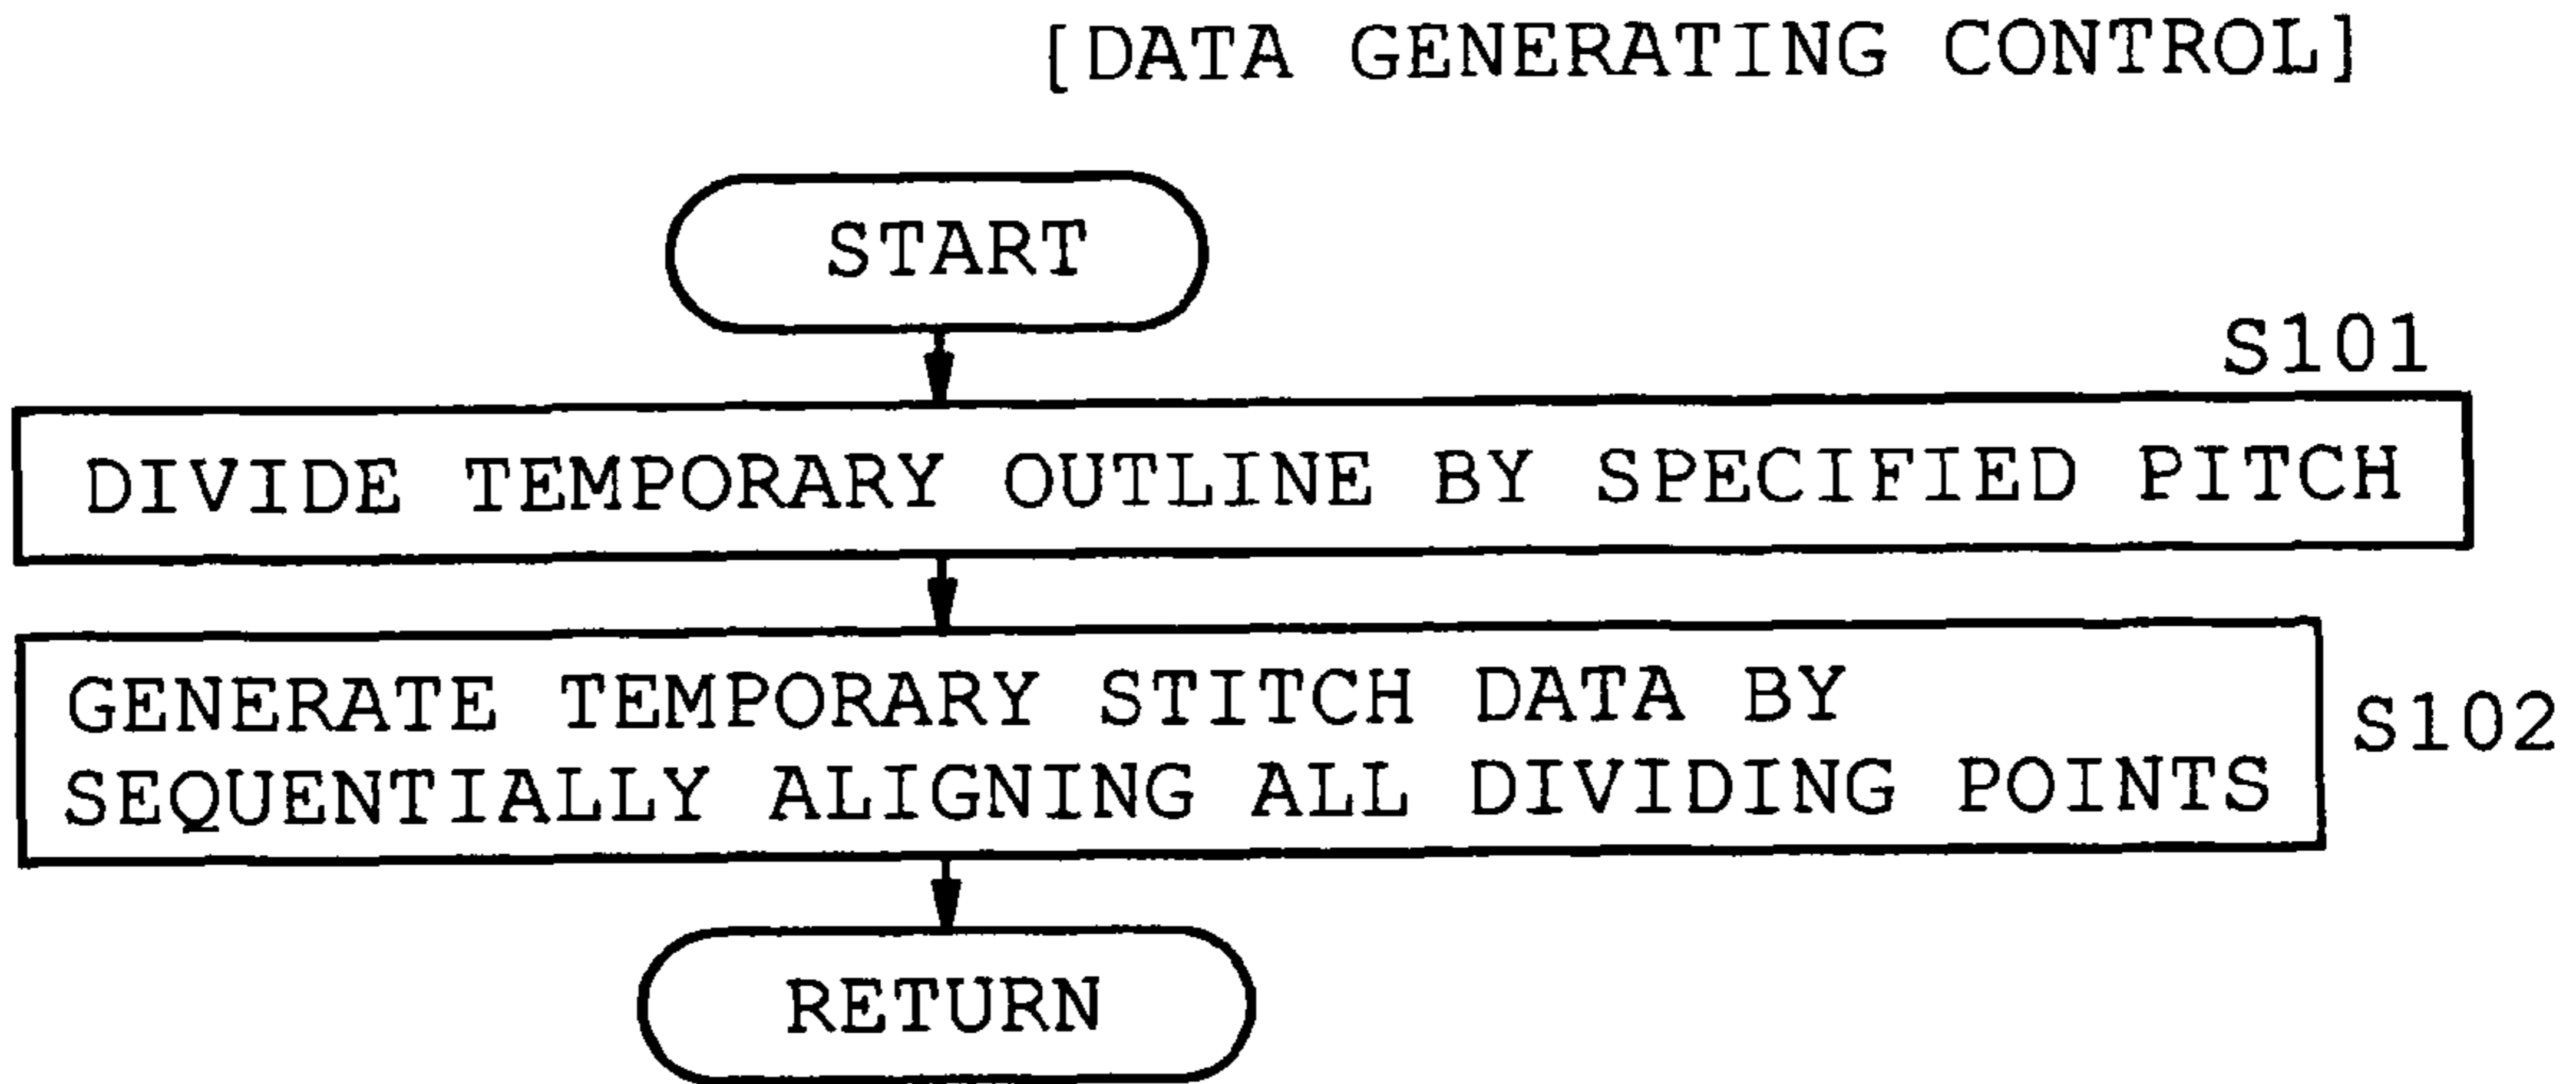 [DATA GENERATING CONTROL]
START
S101
DIVIDE TEMPORARY OUTLINE BY SPECIFIED PITCH
GENERATE TEMPORARY STITCH DATA BY
SEQUENTIALLY ALIGNING ALL DIVIDING POINTS
S102
RETURN